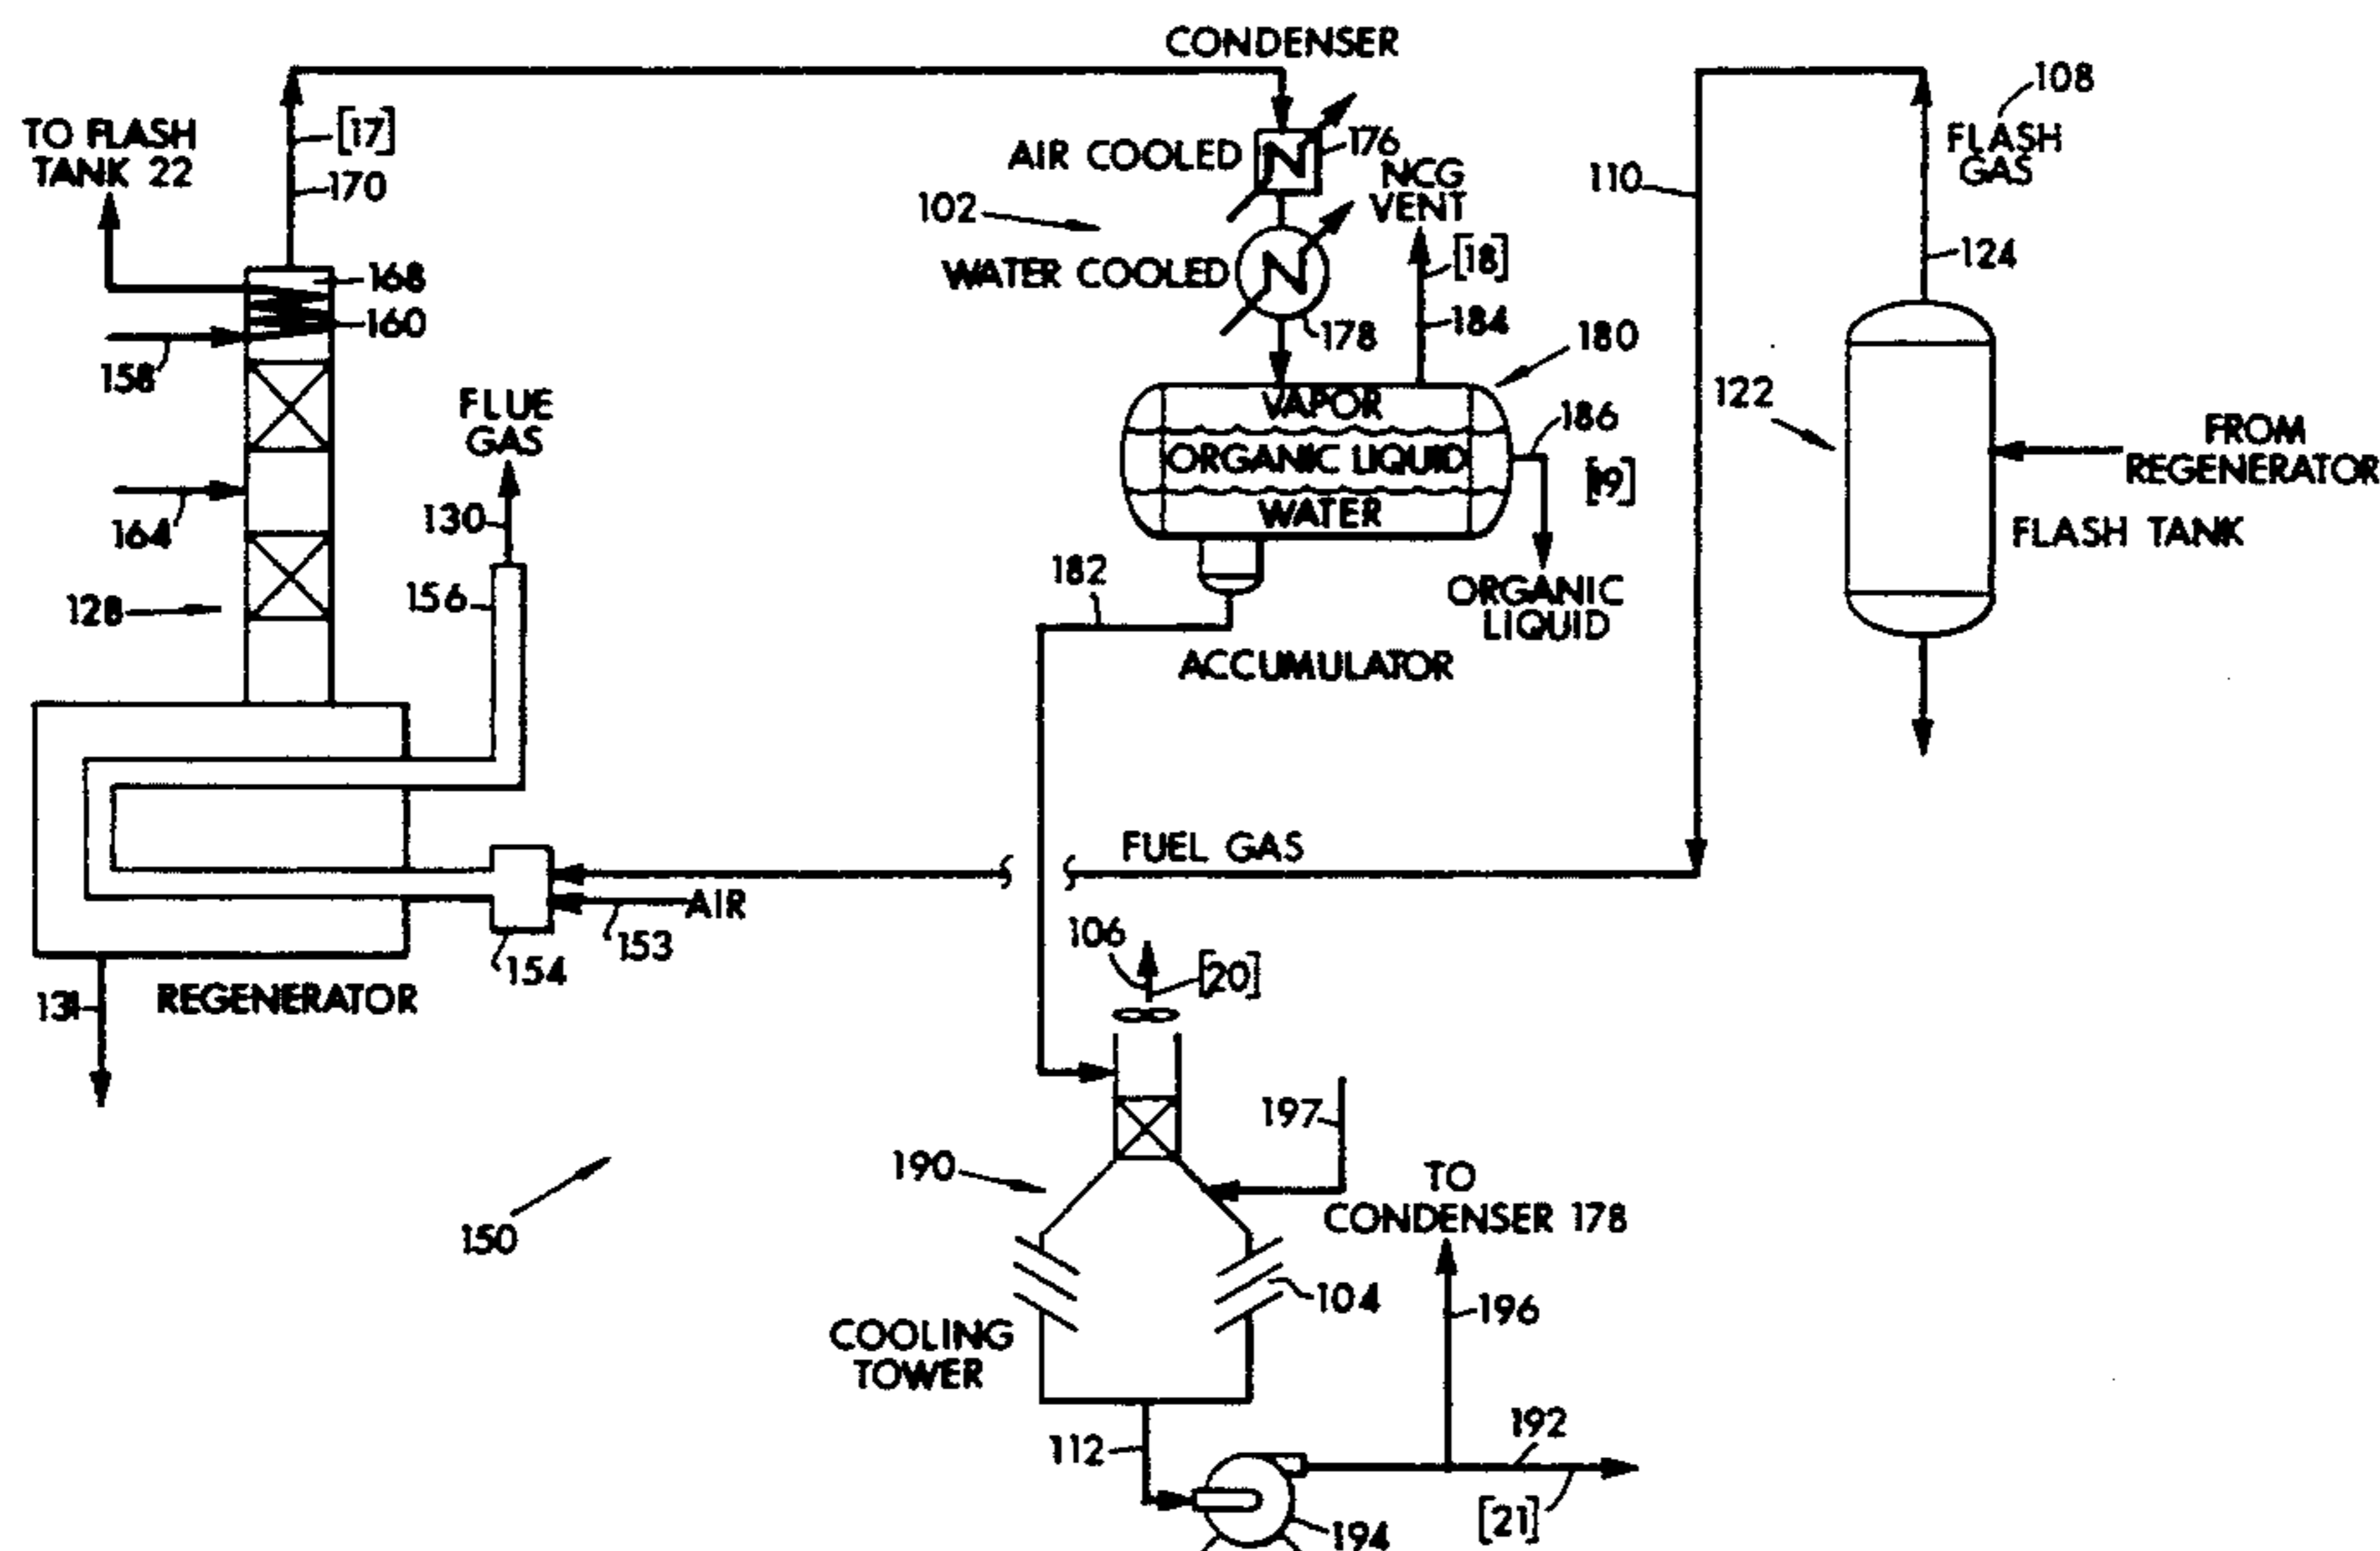 CONDENSER
108
[17]
TO FLASH
TANK 22
FLASH
GAS
AIR COOLED
176
NCG
VENT
110
170
102
[18]
124
168
WATER COOLED
160
184
178
180
158
FLUE
GAS
VAPOR
122
186
FROM
REGENERATOR
ORGANIC LIQUID
[19]
164
130
WATER
FLASH TANK
182
ORGANIC
LIQUID
128
156
ACCUMULATOR
FUEL GAS
AIR
106
153
154
[20]
131
REGENERATOR
197
190
TO
CONDENSER 178
150
104
196
COOLING
TOWER
192
112
[21]
194